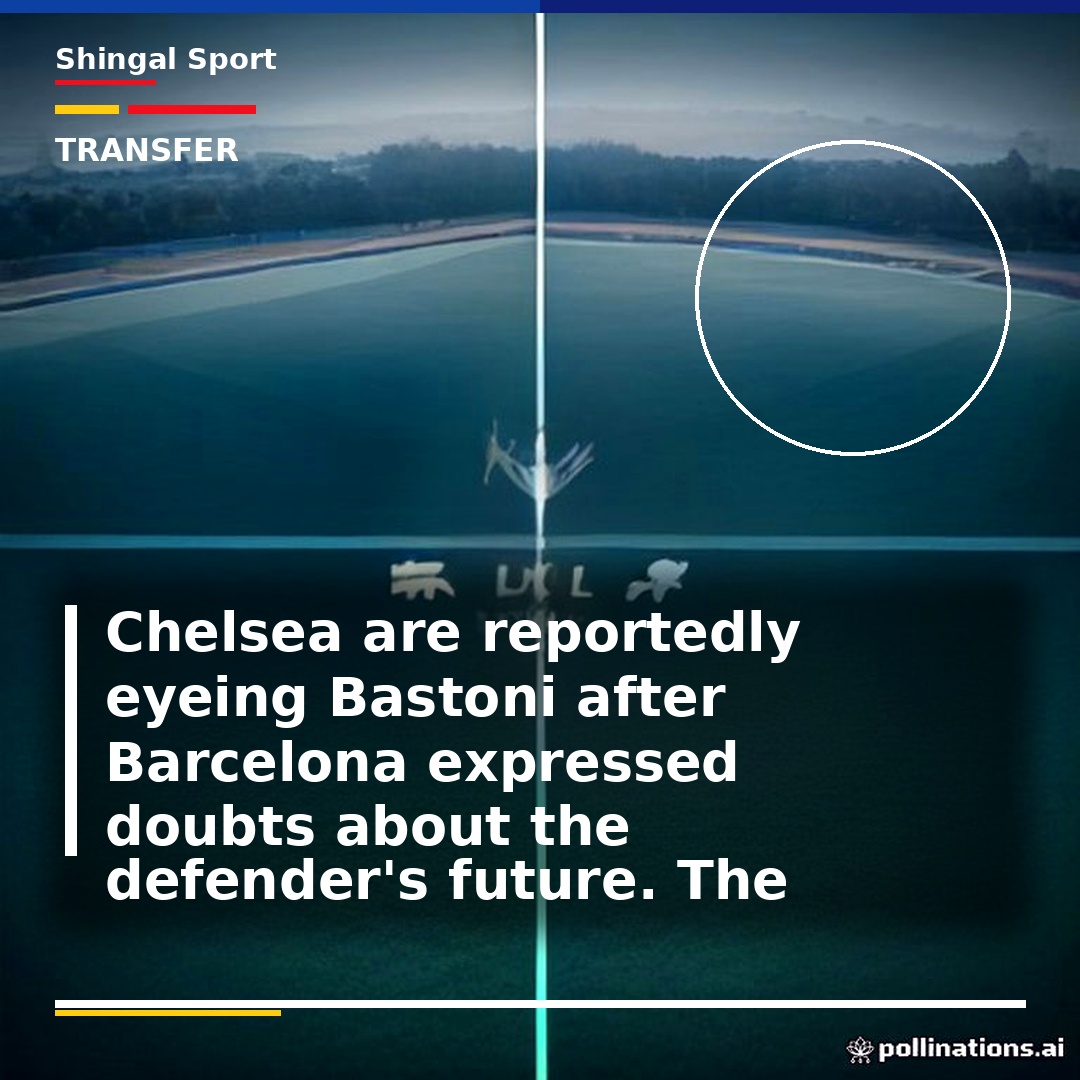 Shingal Sport
TRANSFER
Chelsea are reportedly
eyeing Bastoni after
Barcelona expressed
doubts about the
defender's future. The
pollinations.ai